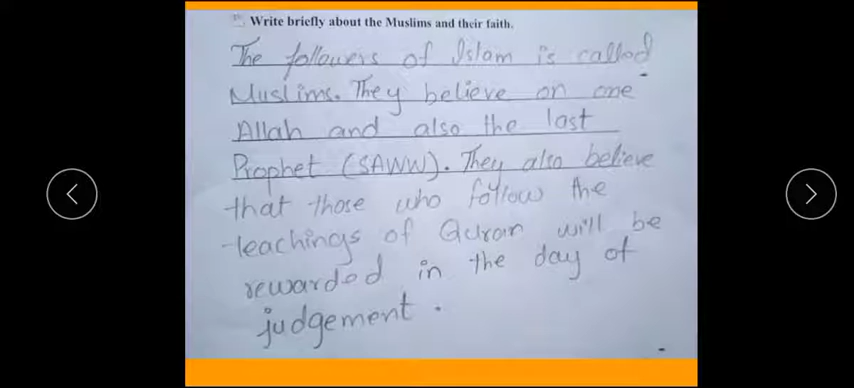 Write briefly about the Muslims and their faith.
The followers of Islam is called
Muslims. They believe on one
Allah and also the last
Prophet (SAWW). They also believe
that those who follow the
teachings of Quran will be
rewarded in the day of
judgement.